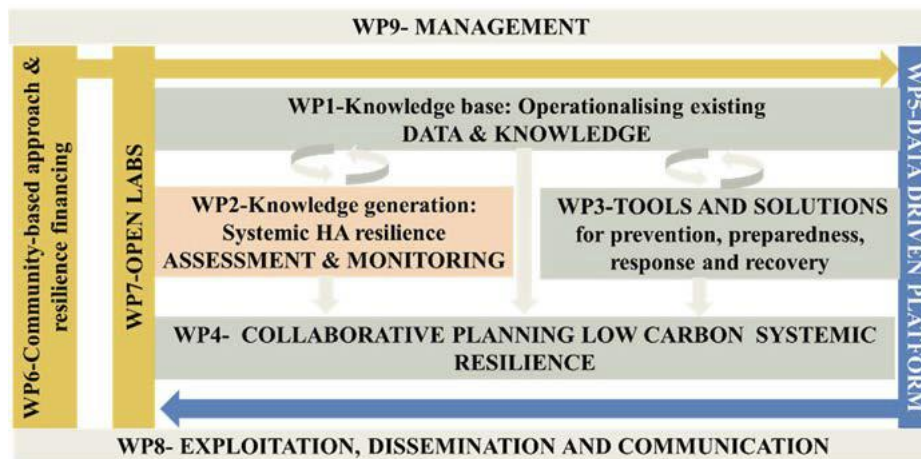 WP9- MANAGEMENT
WP6-Community-based approach &
resilience financing
WP7-OPEN LABS
WP1-Knowledge base: Operationalising existing
DATA & KNOWLEDGE
WP2-Knowledge generation:
Systemic HA resilience
ASSESSMENT & MONITORING
WP3-TOOLS AND SOLUTIONS
for prevention, preparedness,
response and recovery
WP4- COLLABORATIVE PLANNING LOW CARBON SYSTEMIC
RESILIENCE
WP5-DATA DRIVEN PLATFORM
WP8- EXPLOITATION, DISSEMINATION AND COMMUNICATION